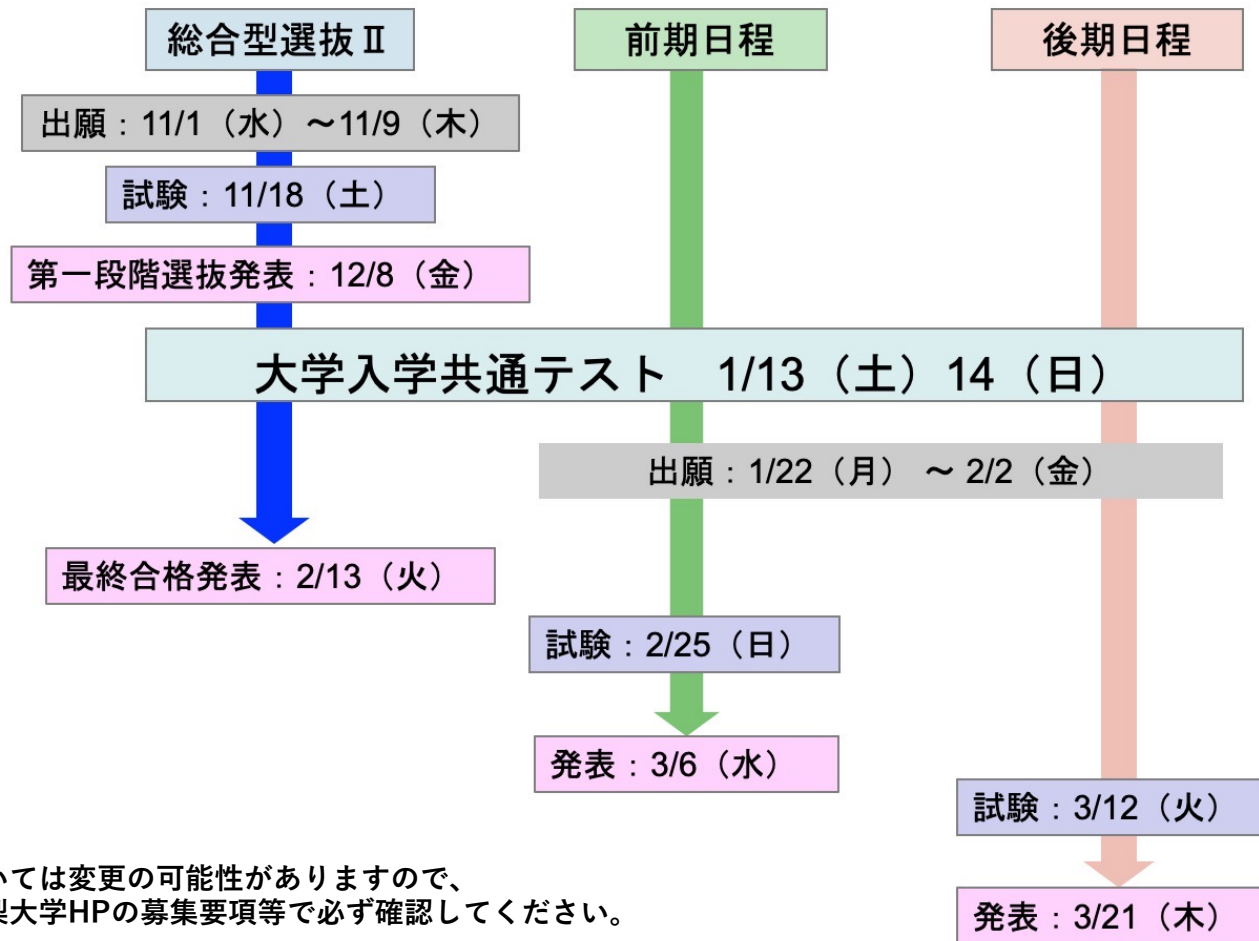 総合型選抜Ⅱ
前期日程
後期日程
出願：11/1（水）～11/9（木）
試験：11/18（土）
第一段階選抜発表：12/8（金）
大学入学共通テスト　1/13（土）14（日）
出願：1/22（月）～ 2/2（金）
最終合格発表：2/13（火）
試験：2/25（日）
発表：3/6（水）
試験：3/12（火）
発表：3/21（木）
いては変更の可能性がありますので、
大学HPの募集要項等で必ず確認してください。